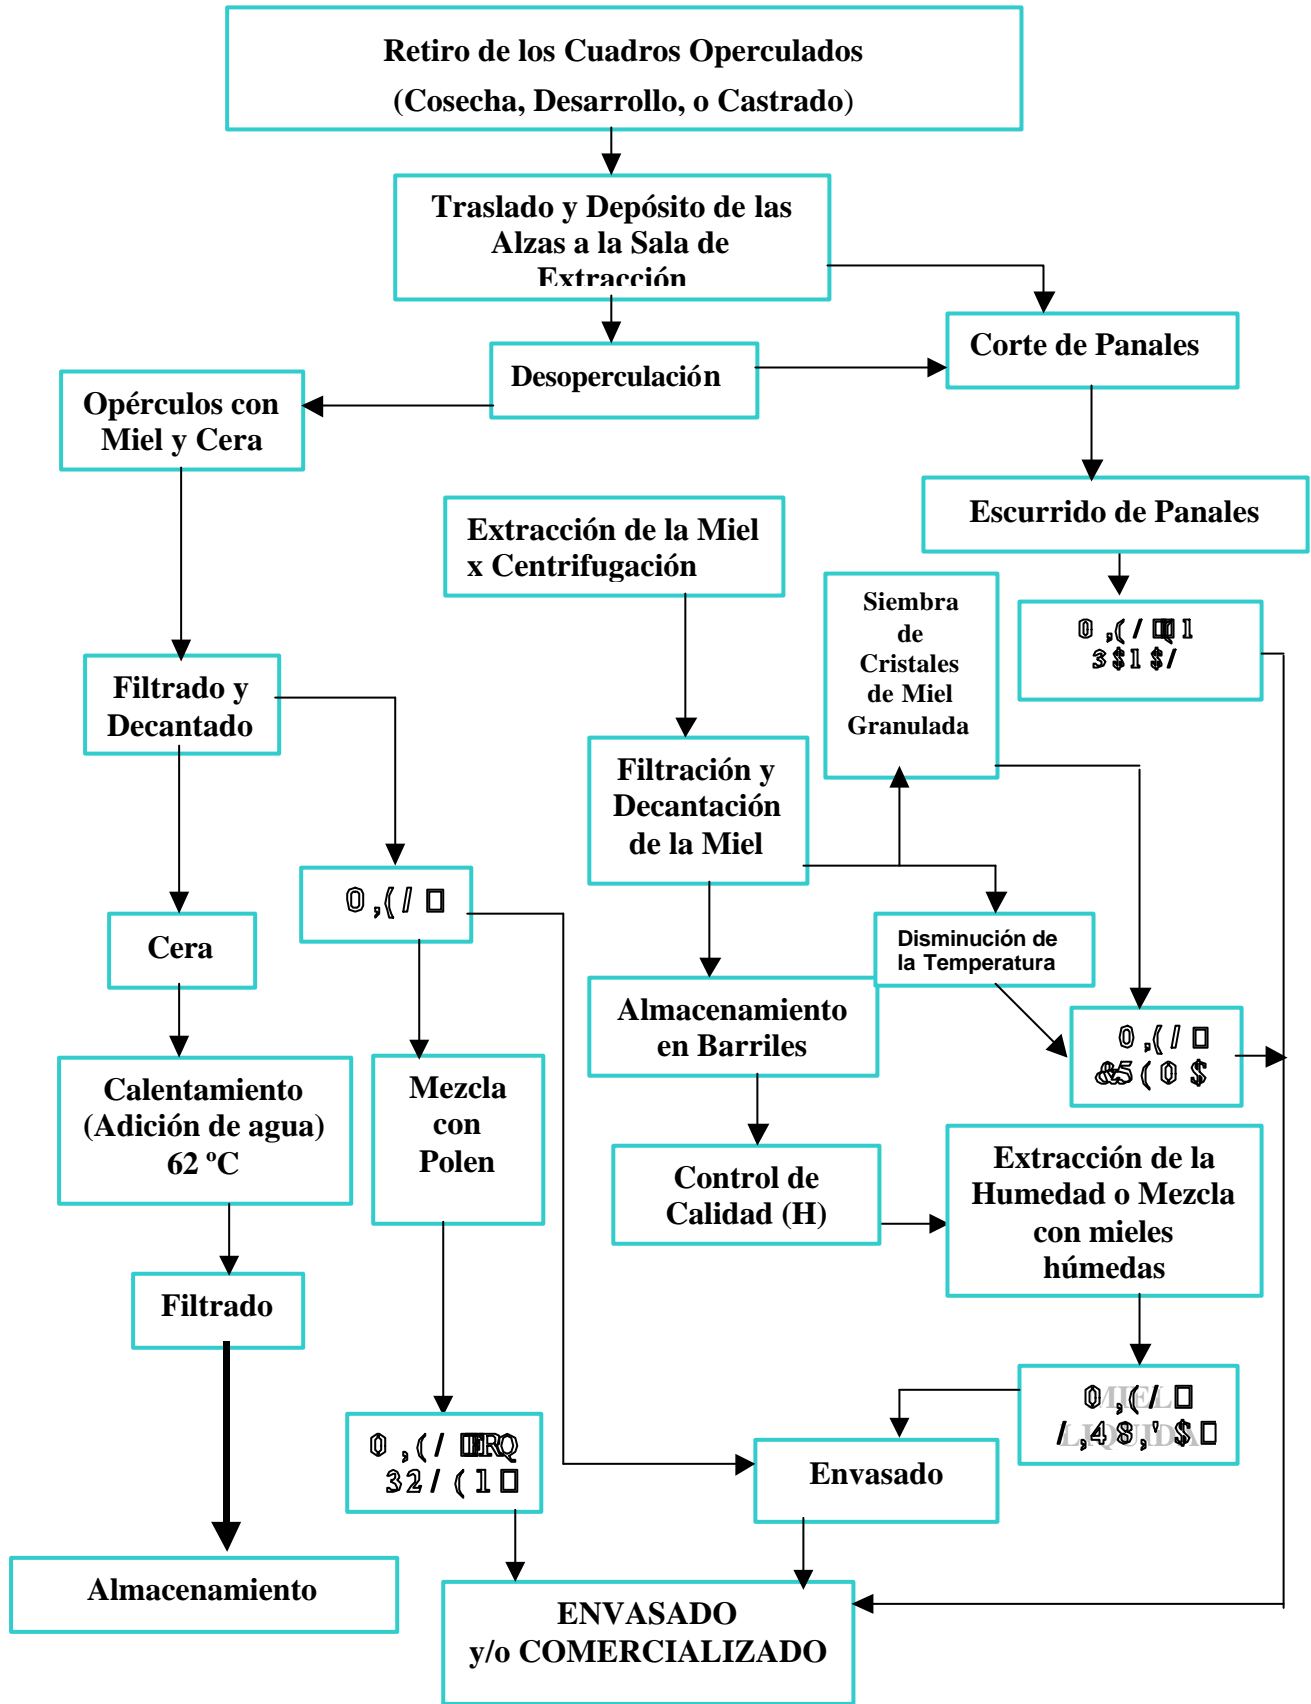 Retiro de los Cuadros Operculados
(Cosecha, Desarrollo, o Castrado)
Traslado y Depósito de las
Alzas a la Sala de
Extracción
Corte de Panales
Desoperculación
Opérculos con
Miel y Cera
Escurrido de Panales
Extracción de la Miel
x Centrifugación
Siembra
de
Cristales
de Miel
Granulada
Filtrado y
Decantado
Filtración y
Decantación
de la Miel
Cera
Disminución de
la Temperatura
Almacenamiento
en Barriles
Calentamiento
(Adición de agua)
62 ºC
Mezcla
con
Polen
Control de
Calidad (H)
Extracción de la
Humedad o Mezcla
con mieles
húmedas
Filtrado
MIEL
LIQUIDA
Envasado
Almacenamiento
ENVASADO
y/o COMERCIALIZADO